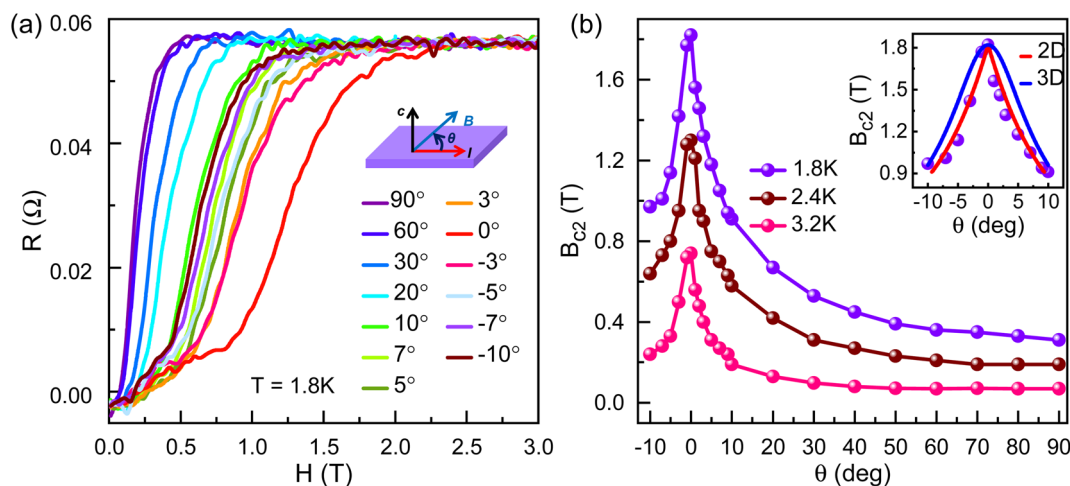 (a)
0.06
0.04
0.02
0.00
R (Ω)
0.0 0.5 1.0 1.5 2.0 2.5 3.0
H (T)
c
B
θ
I
90° 3°
60° 0°
30° -3°
20° -5°
10° -7°
7° -10°
5°
T = 1.8K
(b)
1.6
1.2
0.8
0.4
0.0
B_c2 (T)
-10 0 10 20 30 40 50 60 70 80 90
θ (deg)
1.8K
2.4K
3.2K
1.8
1.5
1.2
0.9
B_c2 (T)
2D
3D
-10 0 10
θ (deg)